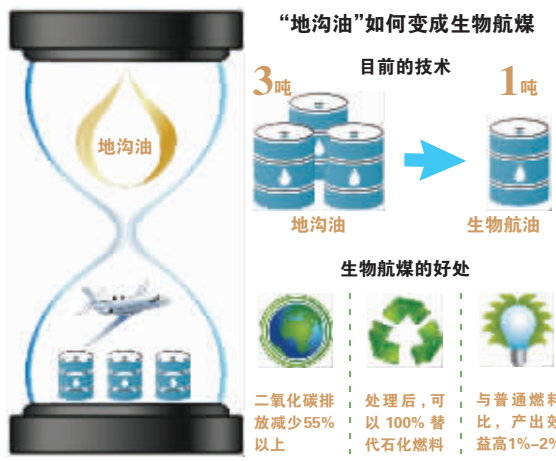 “地沟油”如何变成生物航煤
目前的技术
3吨
1吨
地沟油
地沟油
生物航油
生物航煤的好处
二氧化碳排
放减少55%
以上
处理后,可
以 100% 替
代石化燃料
与普通燃料
比,产出效
益高1%–2%